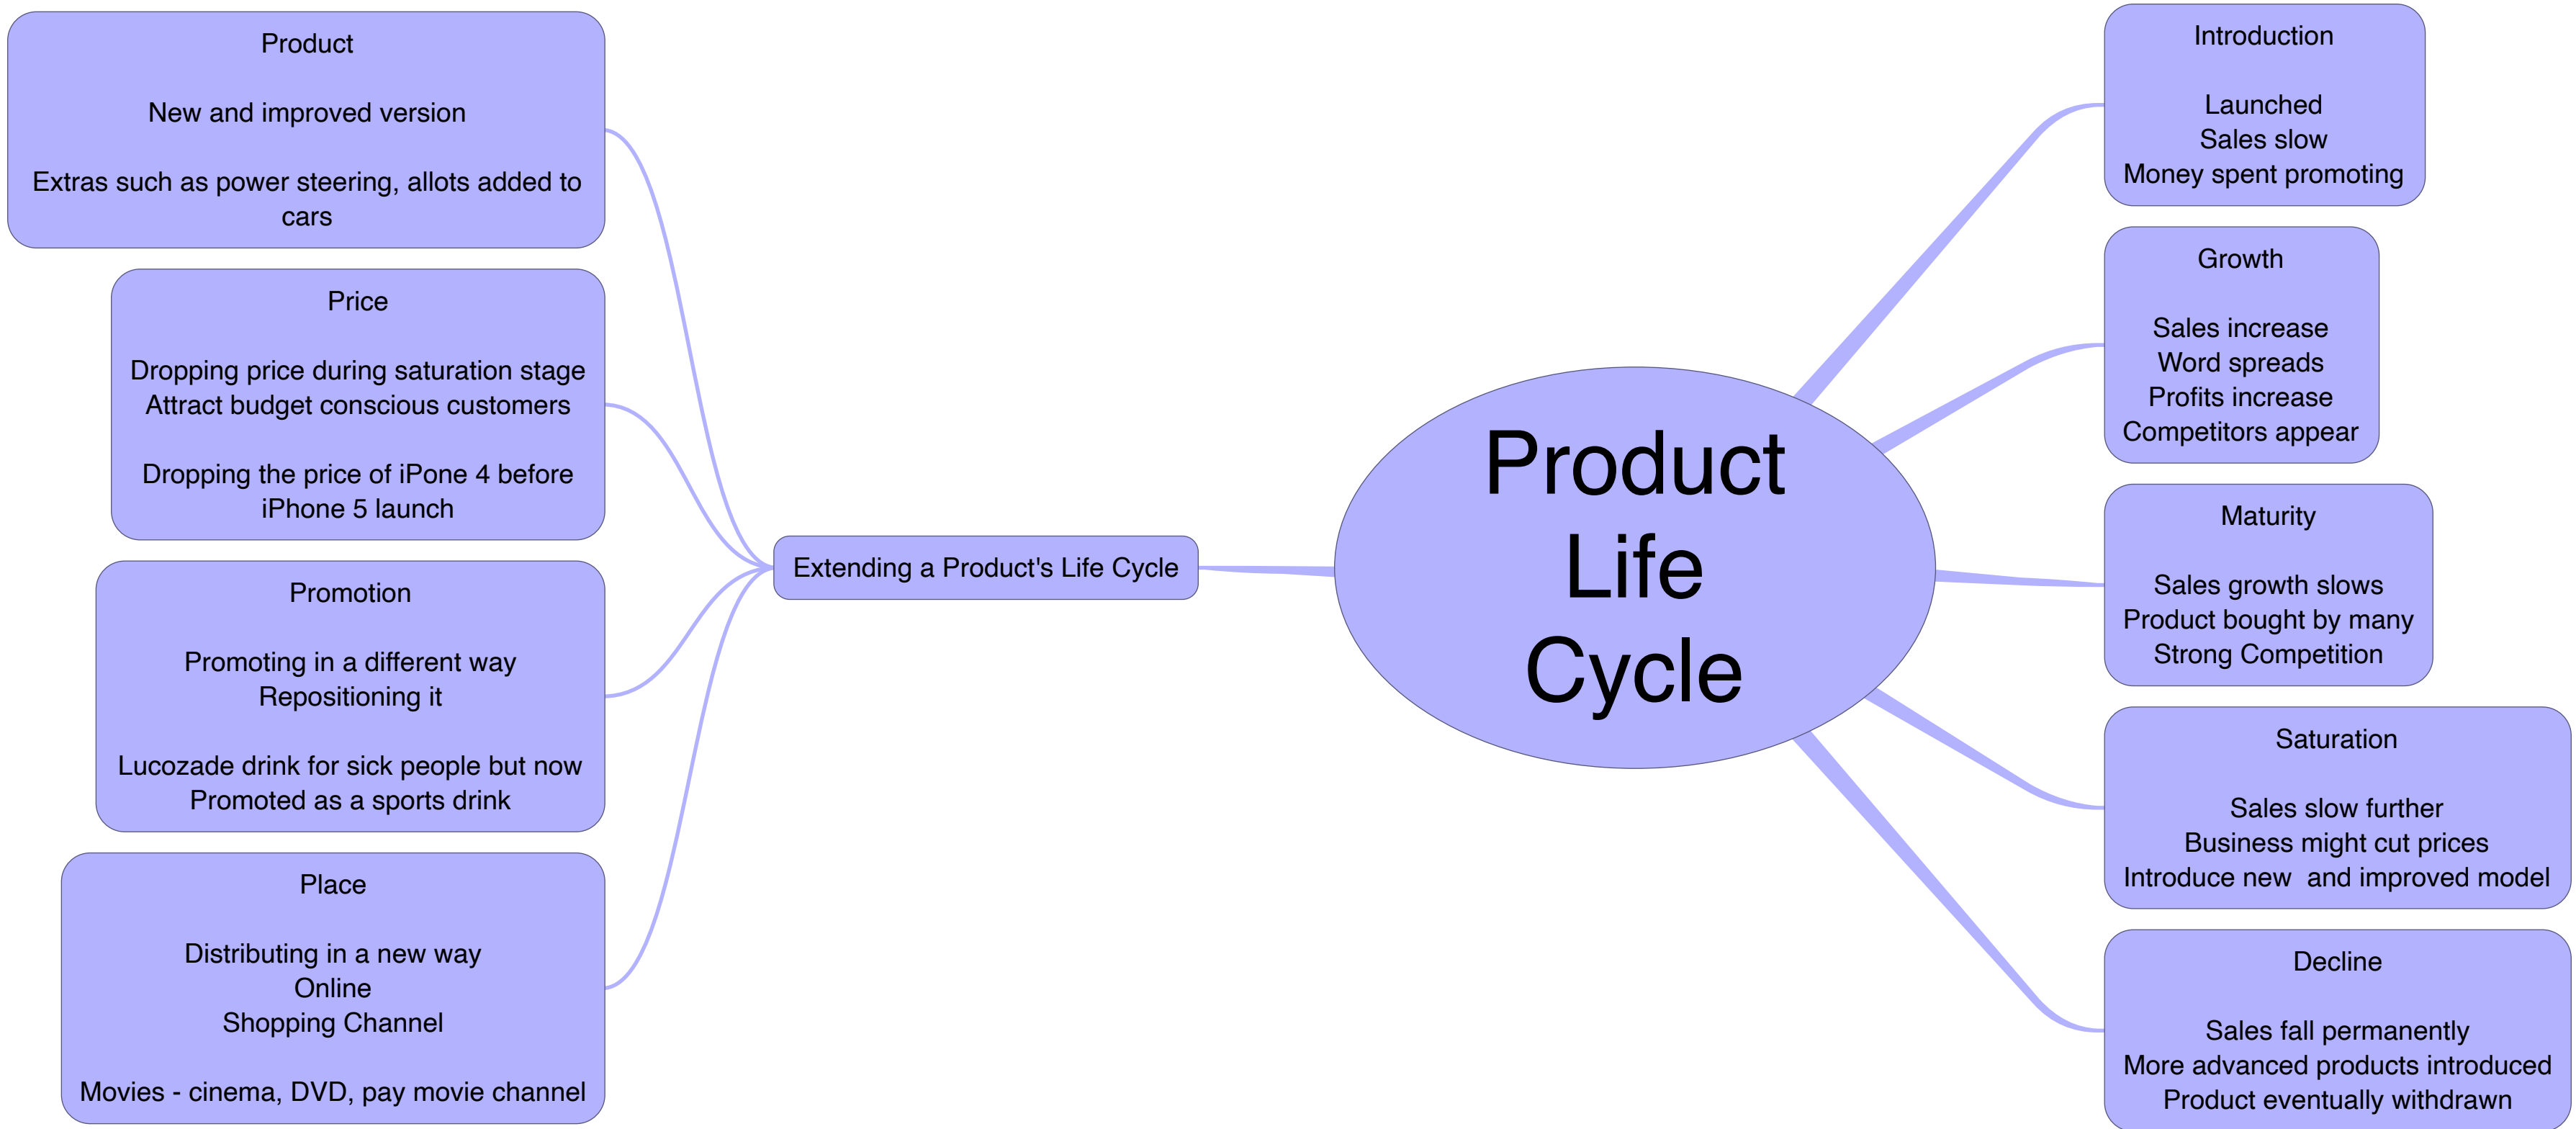 Product
New and improved version
Extras such as power steering, allots added to
cars
Price
Dropping price during saturation stage
Attract budget conscious customers
Dropping the price of iPone 4 before
iPhone 5 launch
Promotion
Promoting in a different way
Repositioning it
Lucozade drink for sick people but now
Promoted as a sports drink
Place
Distributing in a new way
Online
Shopping Channel
Movies - cinema, DVD, pay movie channel
Extending a Product's Life Cycle
Product
Life
Cycle
Introduction
Launched
Sales slow
Money spent promoting
Growth
Sales increase
Word spreads
Profits increase
Competitors appear
Maturity
Sales growth slows
Product bought by many
Strong Competition
Saturation
Sales slow further
Business might cut prices
Introduce new  and improved model
Decline
Sales fall permanently
More advanced products introduced
Product eventually withdrawn